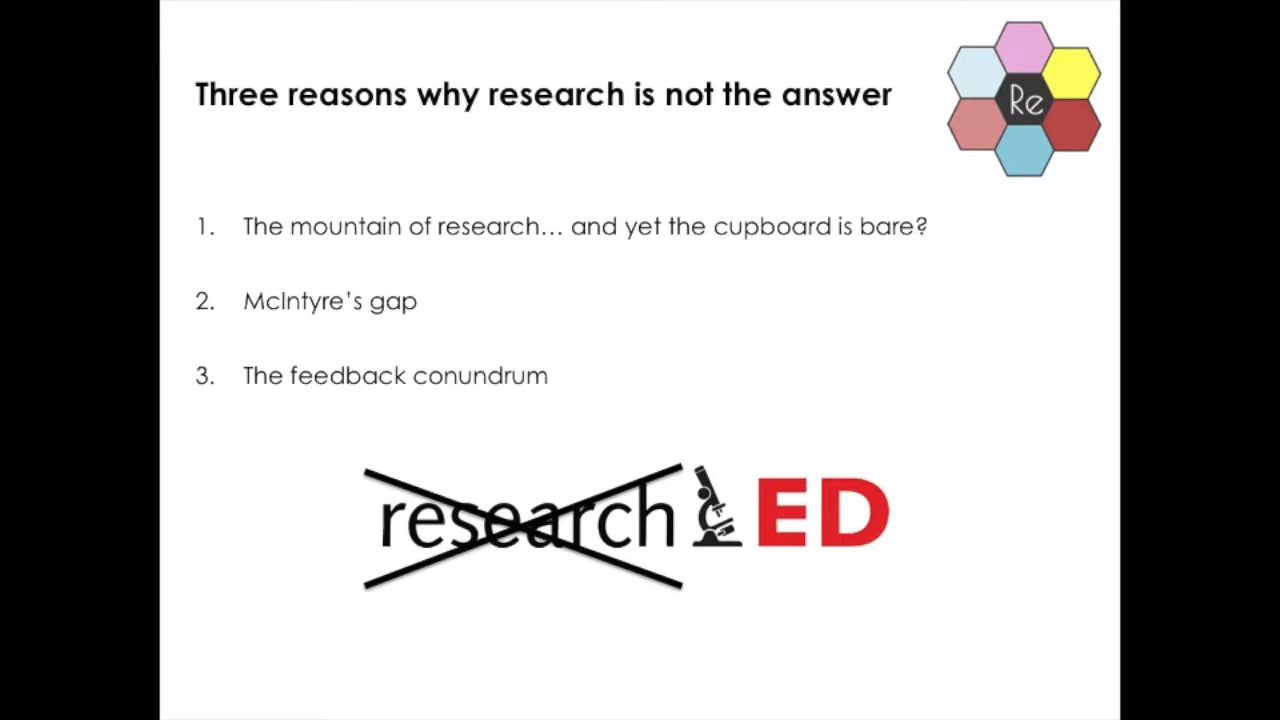 Three reasons why research is not the answer
Re
1. The mountain of research... and yet the cupboard is bare?
2. McIntyre's gap
3. The feedback conundrum
research ED